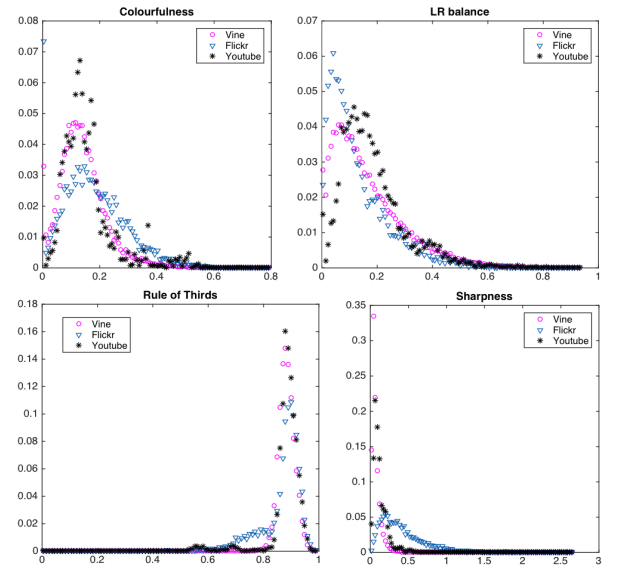 Colourfulness
0.08
0.07
0.06
0.05
0.04
0.03
0.02
0.01
0
0 0.2 0.4 0.6 0.8
Vine
Flickr
Youtube
LR balance
0.07
0.06
0.05
0.04
0.03
0.02
0.01
0
0 0.2 0.4 0.6 0.8 1
Vine
Flickr
Youtube
Rule of Thirds
0.18
0.16
0.14
0.12
0.1
0.08
0.06
0.04
0.02
0
0 0.2 0.4 0.6 0.8 1
Vine
Flickr
Youtube
Sharpness
0.35
0.3
0.25
0.2
0.15
0.1
0.05
0
0 0.5 1 1.5 2 2.5 3
Vine
Flickr
Youtube